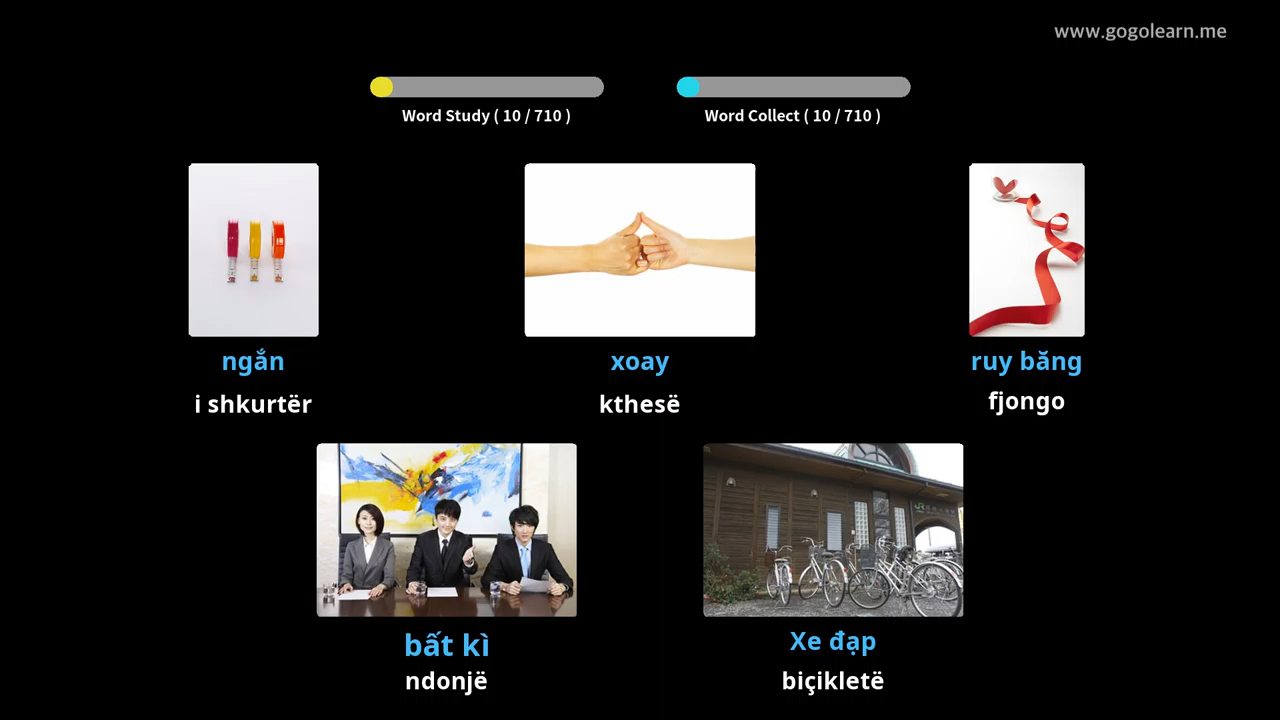 www.gogolearn.me
Word Study ( 10 / 710 )
Word Collect ( 10 / 710 )
ngắn
xoay
ruy băng
i shkurtër
kthesë
fjongo
JR
bất kì
Xe đạp
ndonjë
biçikletë